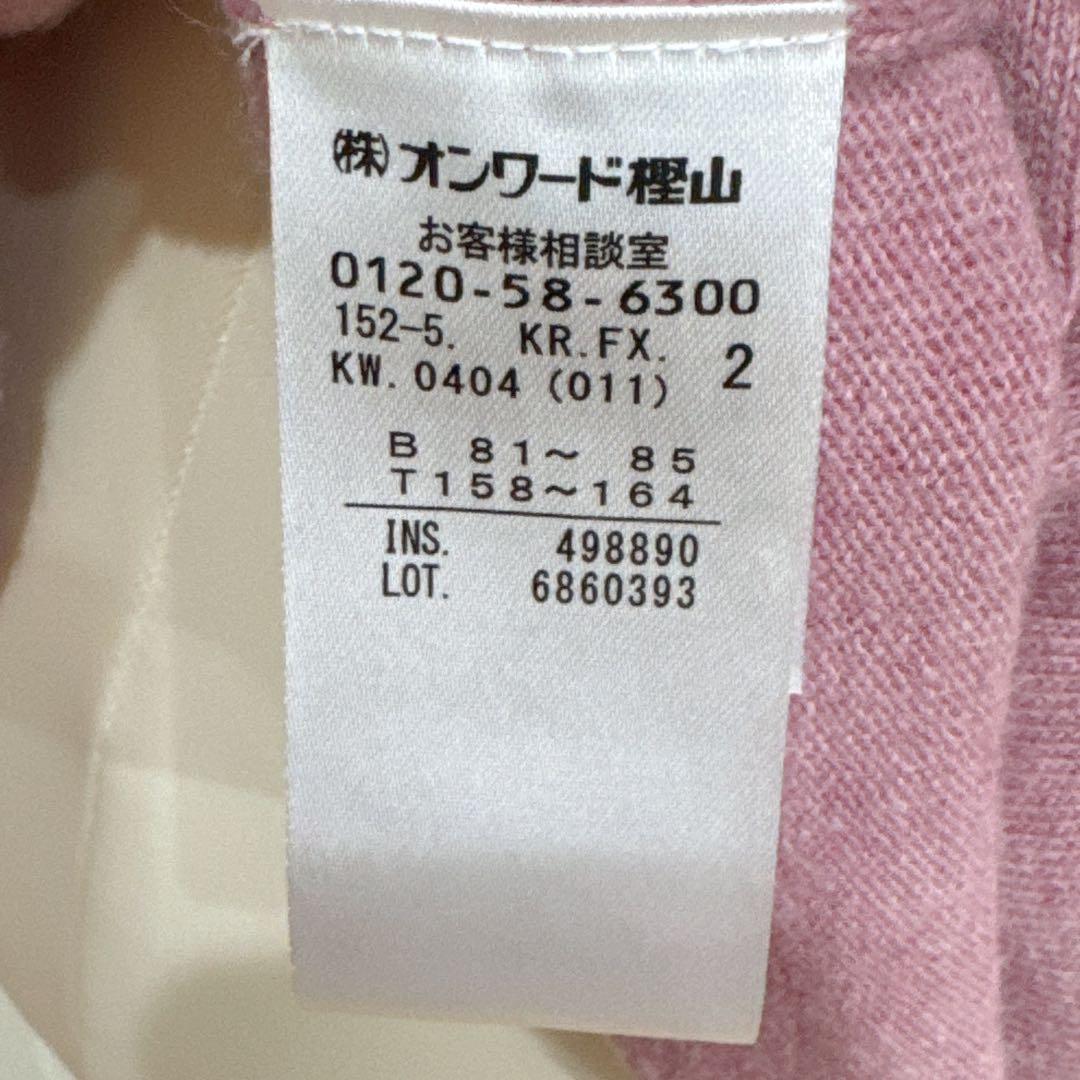 ㈱オンワード樫山
お客様相談室
0120-58-6300
152-5. KR.FX. 2
KW.0404 (011)
B 81～ 85
T158～164
INS. 498890
LOT. 6860393